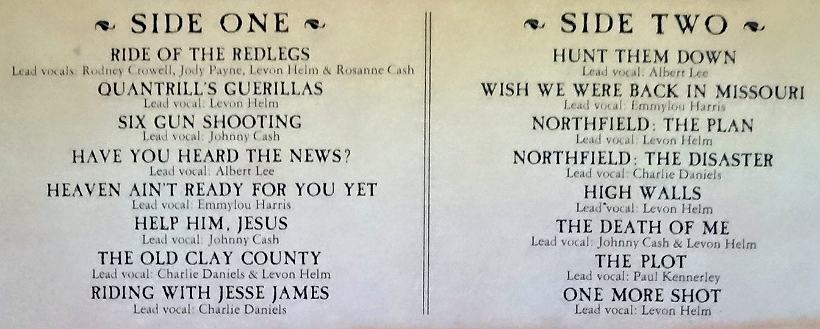 SIDE ONE
RIDE OF THE REDLEGS
Lead vocals: Rodney Crowell, Jody Payne, Levon Helm & Rosanne Cash
QUANTRILL'S GUERILLAS
Lead vocal: Levon Helm
SIX GUN SHOOTING
Lead vocal: Johnny Cash
HAVE YOU HEARD THE NEWS?
Lead vocal: Albert Lee
HEAVEN AIN'T READY FOR YOU YET
Lead vocal: Emmylou Harris
HELP HIM, JESUS
Lead vocal: Johnny Cash
THE OLD CLAY COUNTY
Lead vocal: Charlie Daniels & Levon Helm
RIDING WITH JESSE JAMES
Lead vocal: Charlie Daniels
SIDE TWO
HUNT THEM DOWN
Lead vocal: Albert Lee
WISH WE WERE BACK IN MISSOURI
Lead vocal: Emmylou Harris
NORTHFIELD: THE PLAN
Lead vocal: Levon Helm
NORTHFIELD: THE DISASTER
Lead vocal: Charlie Daniels
HIGH WALLS
Lead vocal: Levon Helm
THE DEATH OF ME
Lead vocal: Johnny Cash & Levon Helm
THE PLOT
Lead vocal: Paul Kennerley
ONE MORE SHOT
Lead vocal: Levon Helm